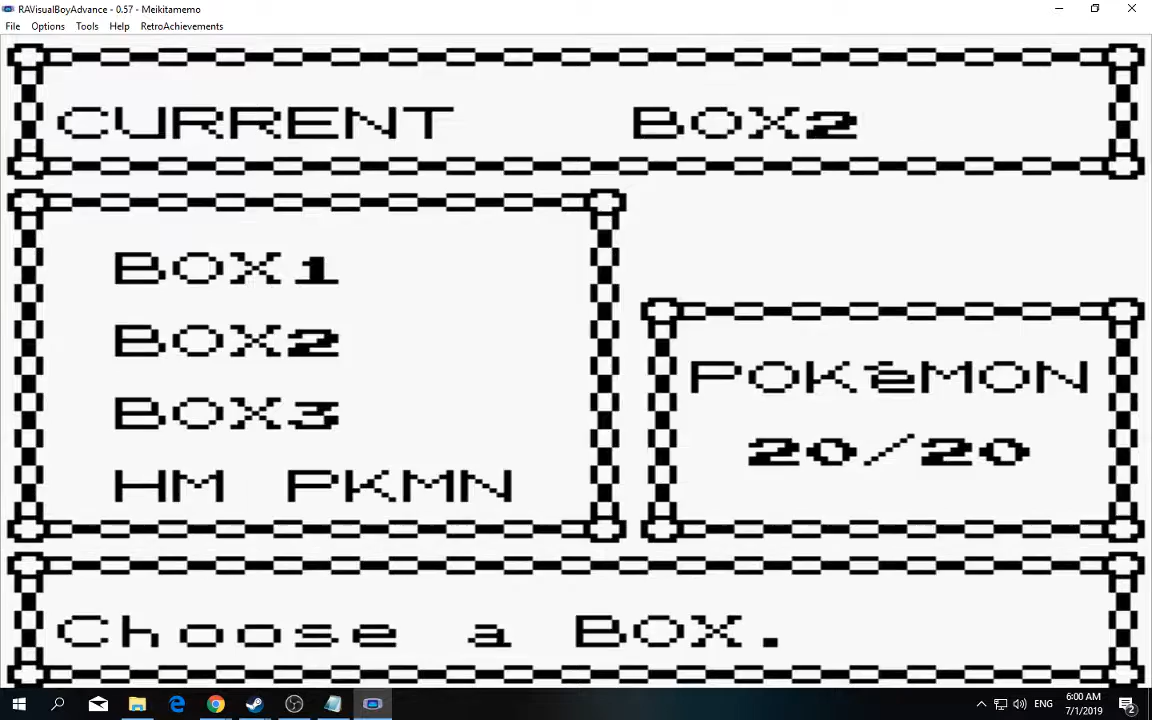 RAVisualBoyAdvance - 0.57 - Meikitamemo
File Options Tools Help RetroAchievements
CURRENT BOX2
BOX1
BOX2
BOX3
HM PKMN
POKéMON
20/20
Choose a BOX.
ENG
6:00 AM
7/1/2019
2